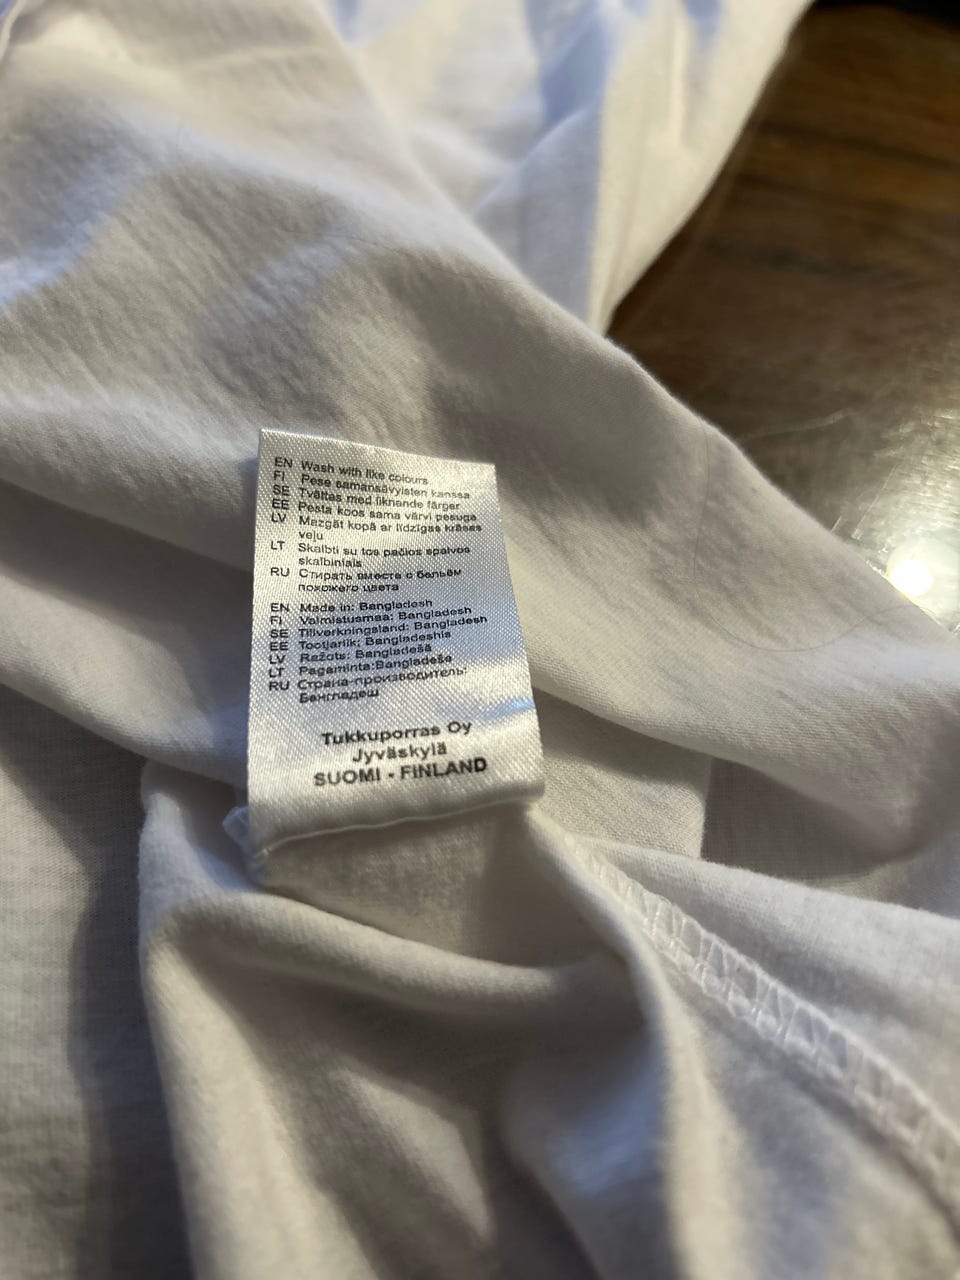 EN Wash with like colours
FI Pese samansävyisten kanssa
SE Tvättas med liknande färger
EE Pesta koos sama värvi pesuga
LV Mazgāt kopā ar līdzīgas krāsas
veļu
LT Skalbti su tos pačios spalvos
skalbiniais
RU Стирать вместе с бельём
похожего цвета
EN Made in: Bangladesh
FI Valmistusmaa: Bangladesh
SE Tillverkningsland: Bangladesh
EE Tootjariik: Bangladeshis
LV Ražots: Bangladešā
LT Pagaminta:Bangladeše
RU Страна-производитель:
Бангладеш
Tukkuporras Oy
Jyväskylä
SUOMI - FINLAND